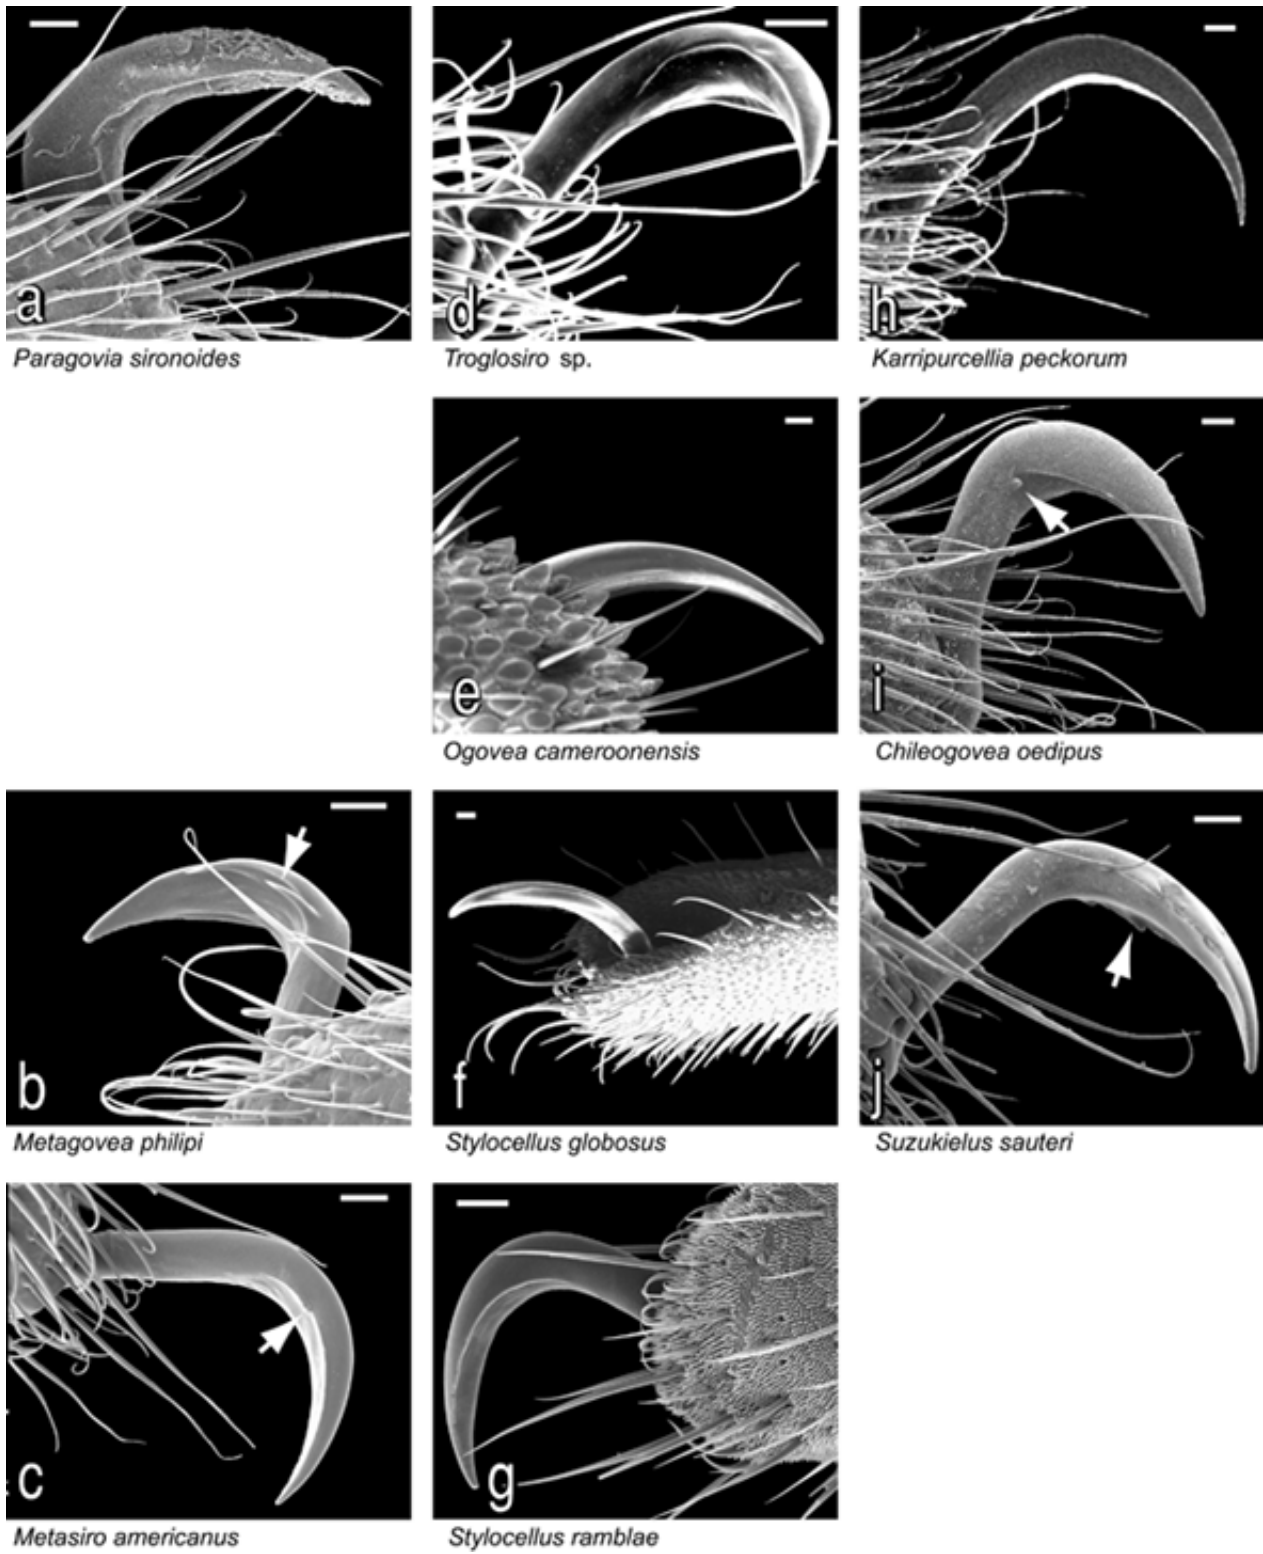 a
d
h
Paragovia sironoides
Troglosiro sp.
Karripurcellia peckorum
e
i
Ogovea cameroonensis
Chileogovea oedipus
b
f
j
Metagovea philipi
Stylocellus globosus
Suzukielus sauteri
c
g
Metasiro americanus
Stylocellus ramblae